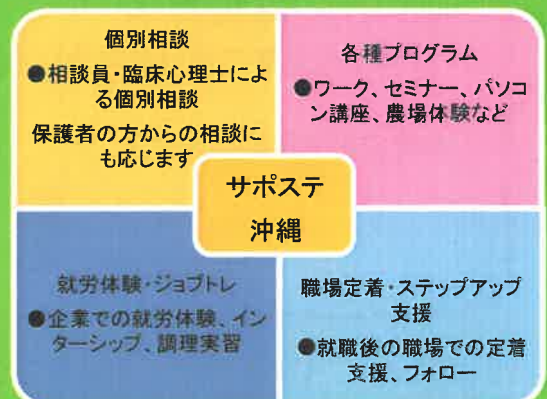 個別相談
●相談員・臨床心理士によ
る個別相談
保護者の方からの相談に
も応じます
各種プログラム
●ワーク、セミナー、パソコ
ン講座、農場体験など
サポステ
沖縄
就労体験・ジョブトレ
●企業での就労体験、イン
ターシップ、調理実習
職場定着・ステップアップ
支援
●就職後の職場での定着
支援、フォロー